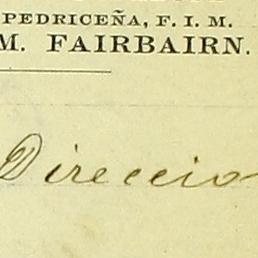 PEDRICEÑA, F. I. M.
M. FAIRBAIRN.
Direccio